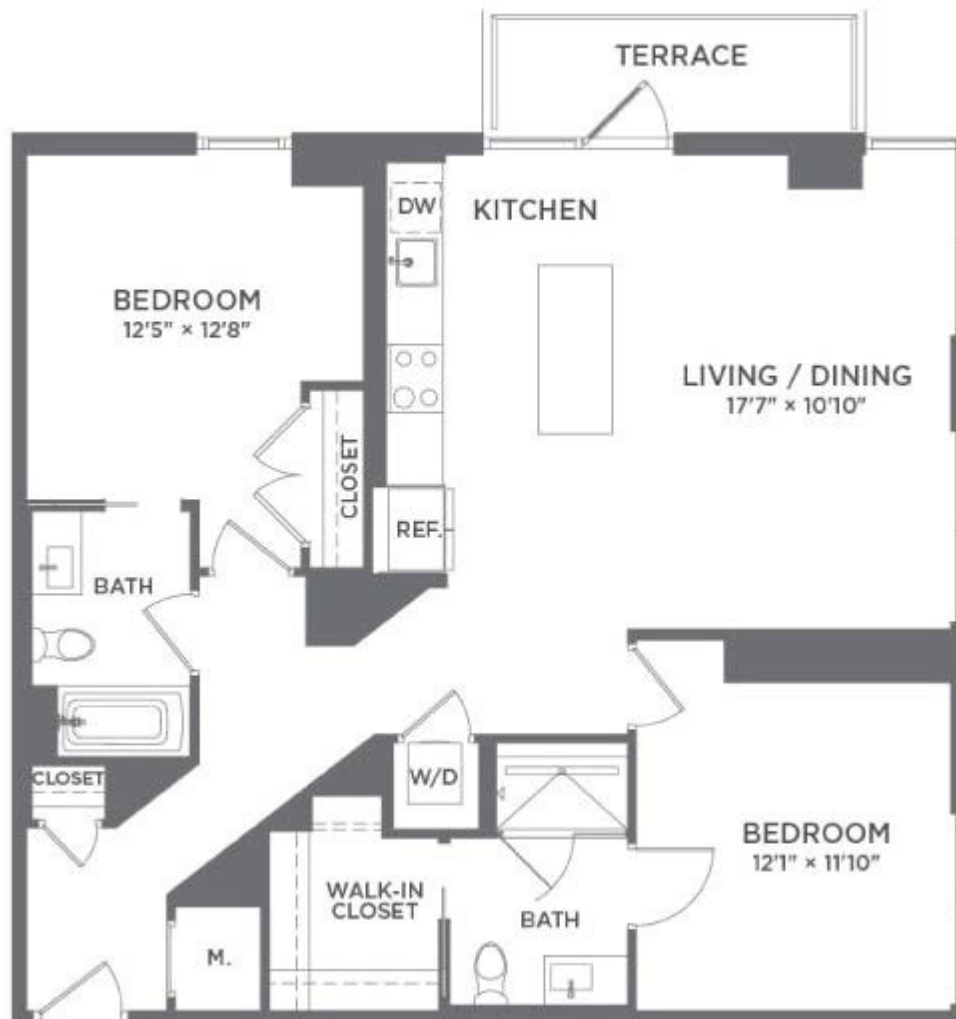 TERRACE
DW
KITCHEN
BEDROOM
12'5" × 12'8"
LIVING / DINING
17'7" × 10'10"
CLOSET
REF.
BATH
CLOSET
W/D
BEDROOM
12'1" × 11'10"
WALK-IN
CLOSET
BATH
M.